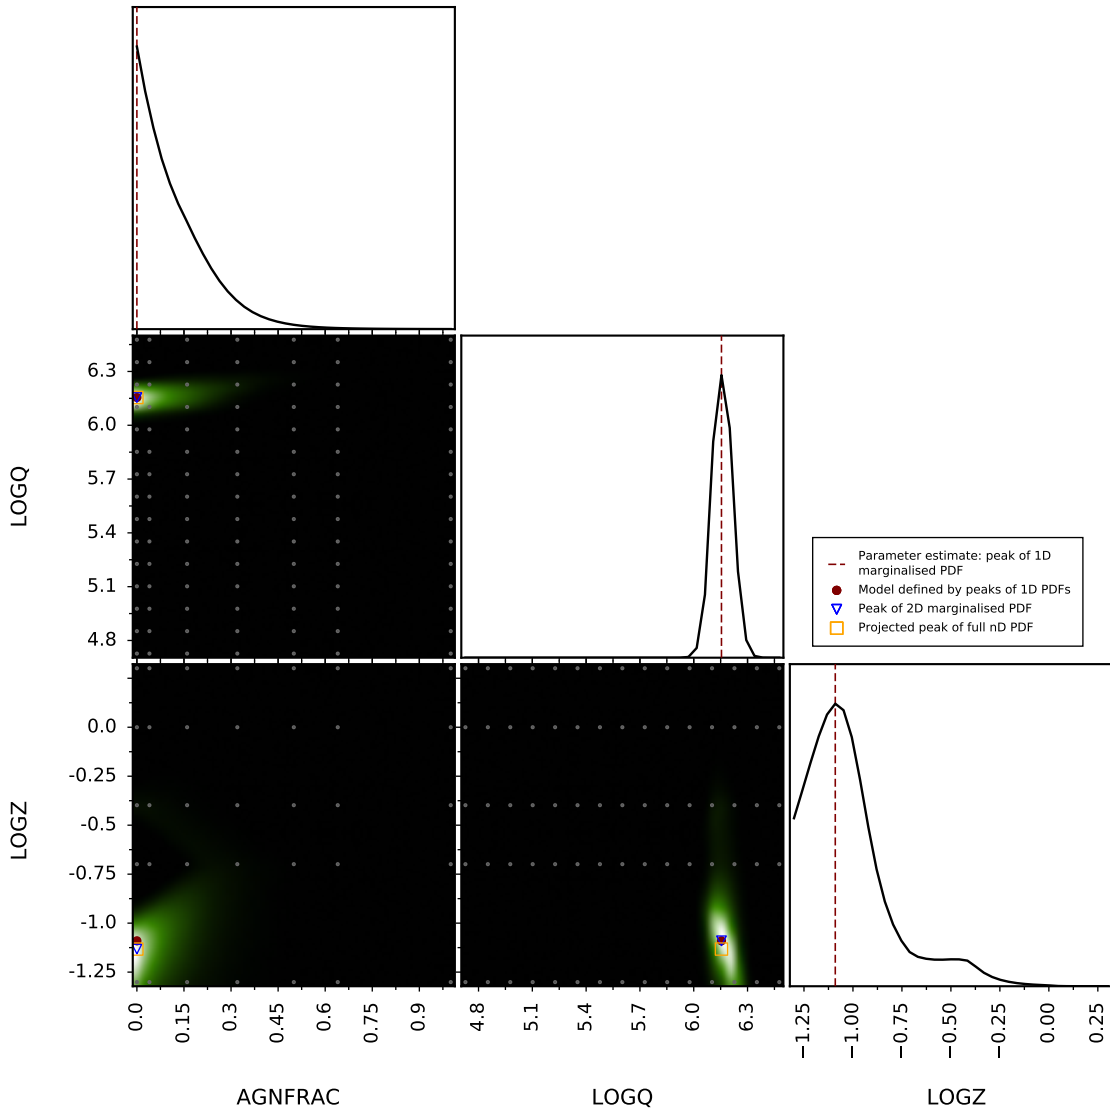 6.3
6.0
5.7
5.4
5.1
4.8
LOGQ
Parameter estimate: peak of 1D
marginalised PDF
Model defined by peaks of 1D PDFs
Peak of 2D marginalised PDF
Projected peak of full nD PDF
0.0
-0.25
-0.5
-0.75
-1.0
-1.25
LOGZ
0.0 0.15 0.3 0.45 0.6 0.75 0.9
4.8 5.1 5.4 5.7 6.0 6.3
−1.25 −1.00 −0.75 −0.50 −0.25 0.00 0.25
AGNFRAC LOGQ LOGZ